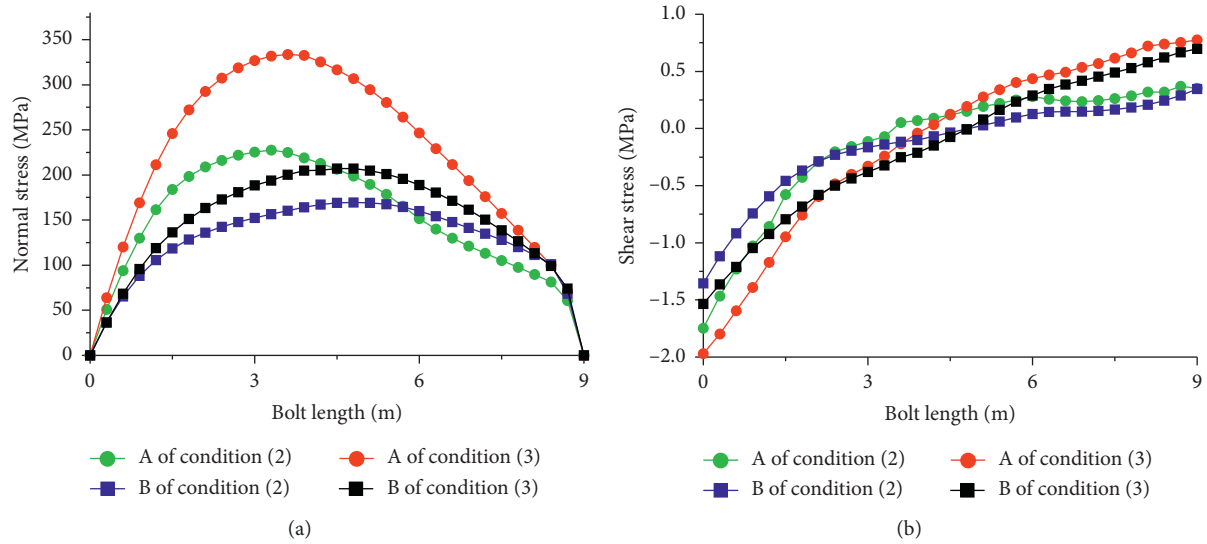 Normal stress (MPa)
350
300
250
200
150
100
50
0
0 3 6 9
Bolt length (m)
A of condition (2) A of condition (3)
B of condition (2) B of condition (3)
(a)
Shear stress (MPa)
1.0
0.5
0.0
−0.5
−1.0
−1.5
−2.0
0 3 6 9
Bolt length (m)
A of condition (2) A of condition (3)
B of condition (2) B of condition (3)
(b)